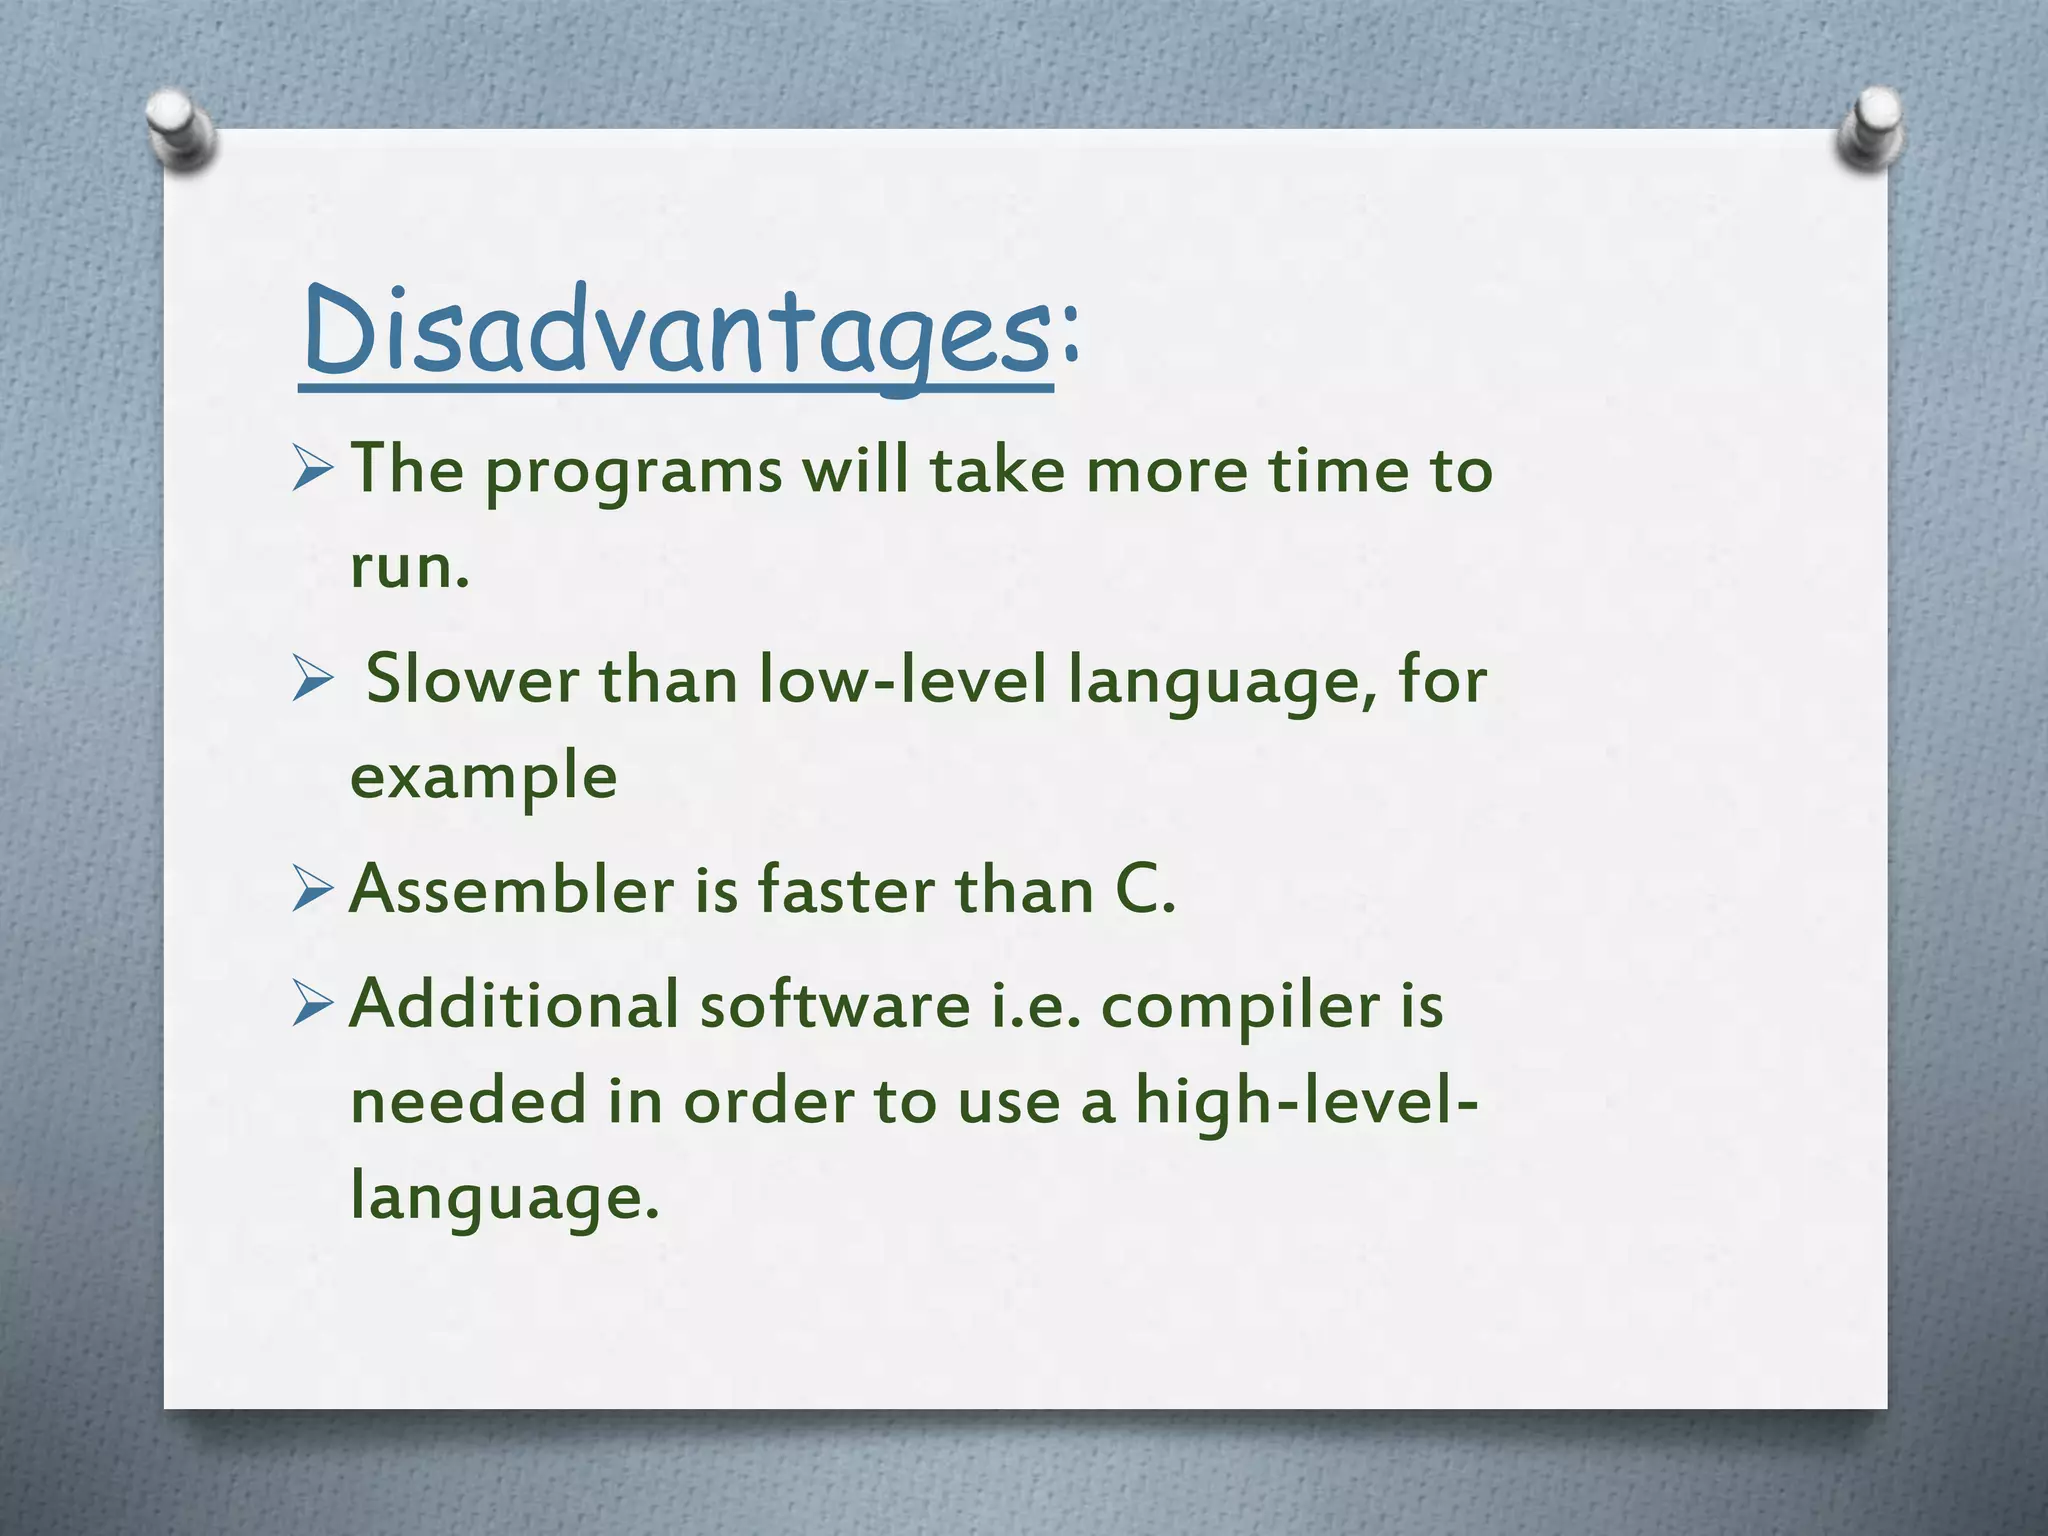 Disadvantages:
➢ The programs will take more time to
run.
➢ Slower than low-level language, for
example
➢ Assembler is faster than C.
➢ Additional software i.e. compiler is
needed in order to use a high-level-
language.